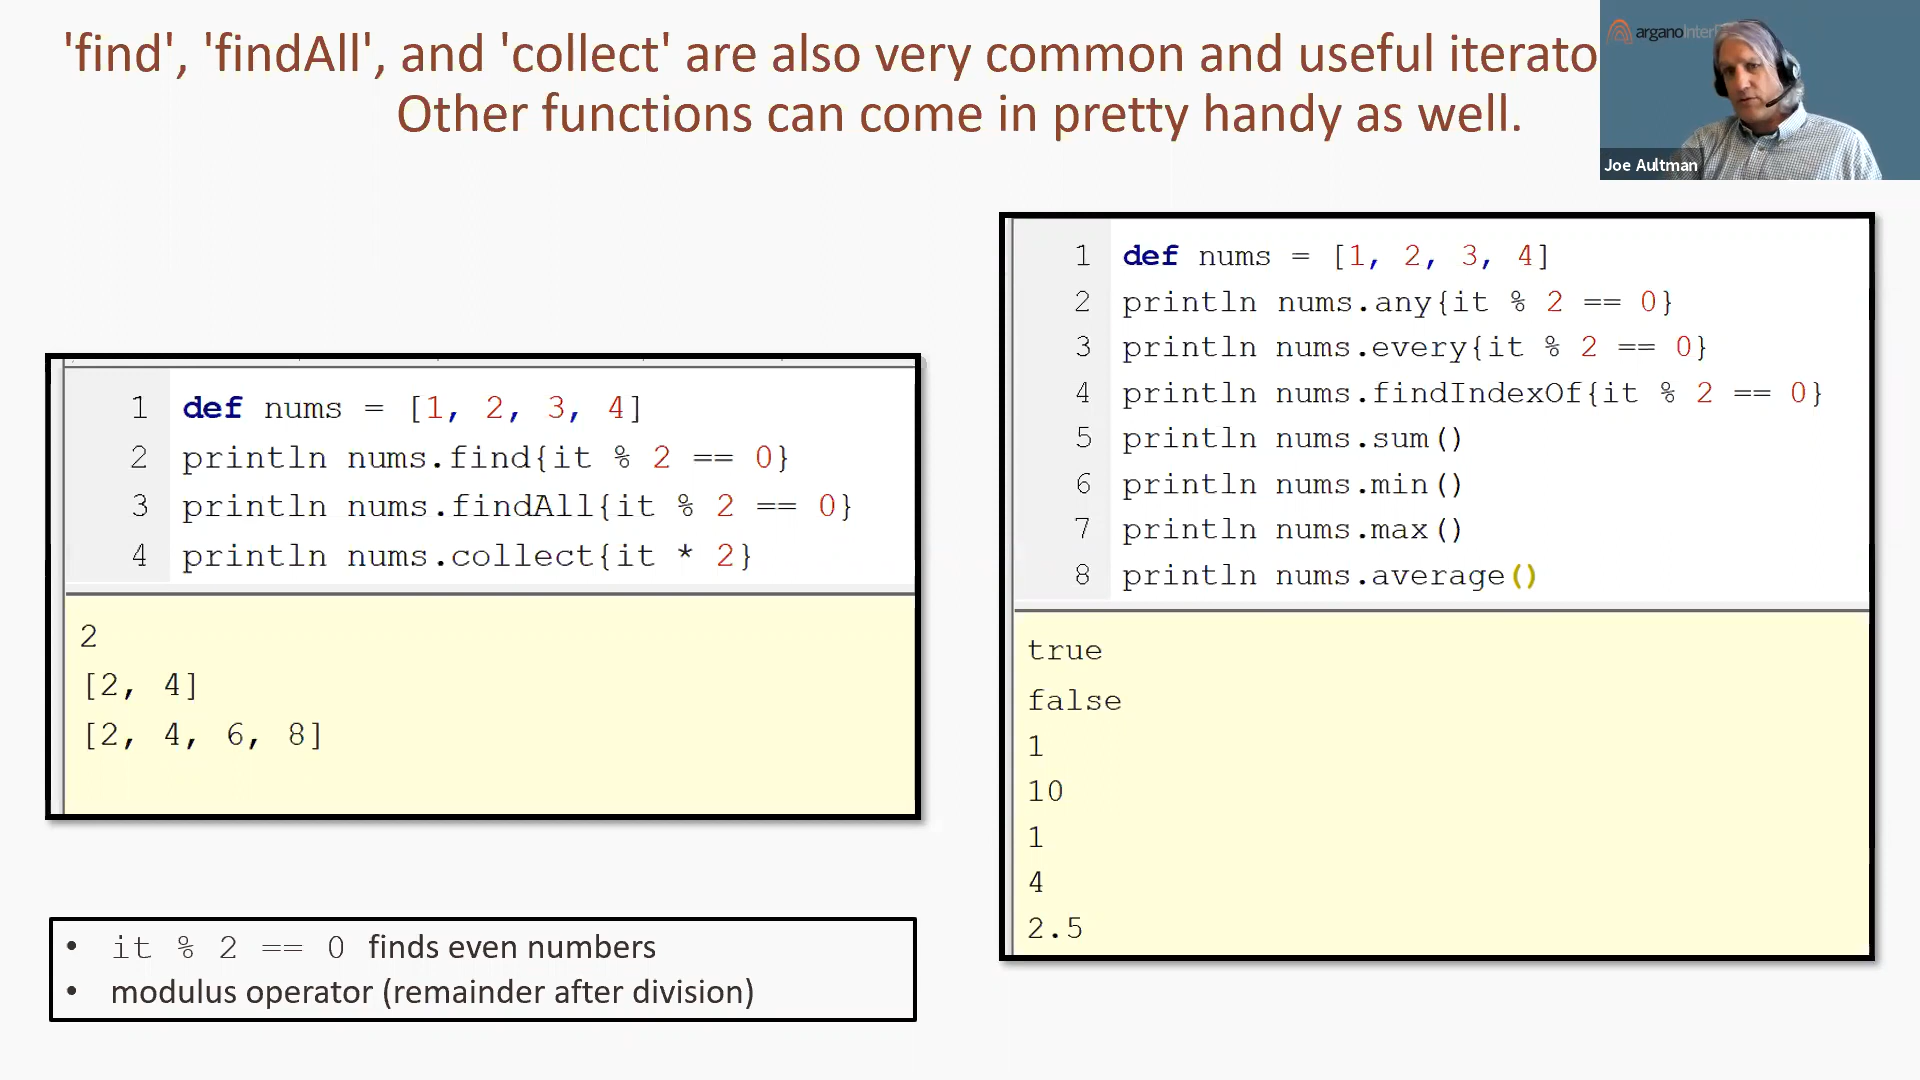 'find', 'findAll', and 'collect' are also very common and useful iterato
Other functions can come in pretty handy as well.
argano
Joe Aultman
1 def nums = [1, 2, 3, 4]
2 println nums.find{it % 2 == 0}
3 println nums.findAll{it % 2 == 0}
4 println nums.collect{it * 2}
2
[2, 4]
[2, 4, 6, 8]
• it % 2 == 0 finds even numbers
• modulus operator (remainder after division)
1 def nums = [1, 2, 3, 4]
2 println nums.any{it % 2 == 0}
3 println nums.every{it % 2 == 0}
4 println nums.findIndexOf{it % 2 == 0}
5 println nums.sum()
6 println nums.min()
7 println nums.max()
8 println nums.average()
true
false
1
10
1
4
2.5